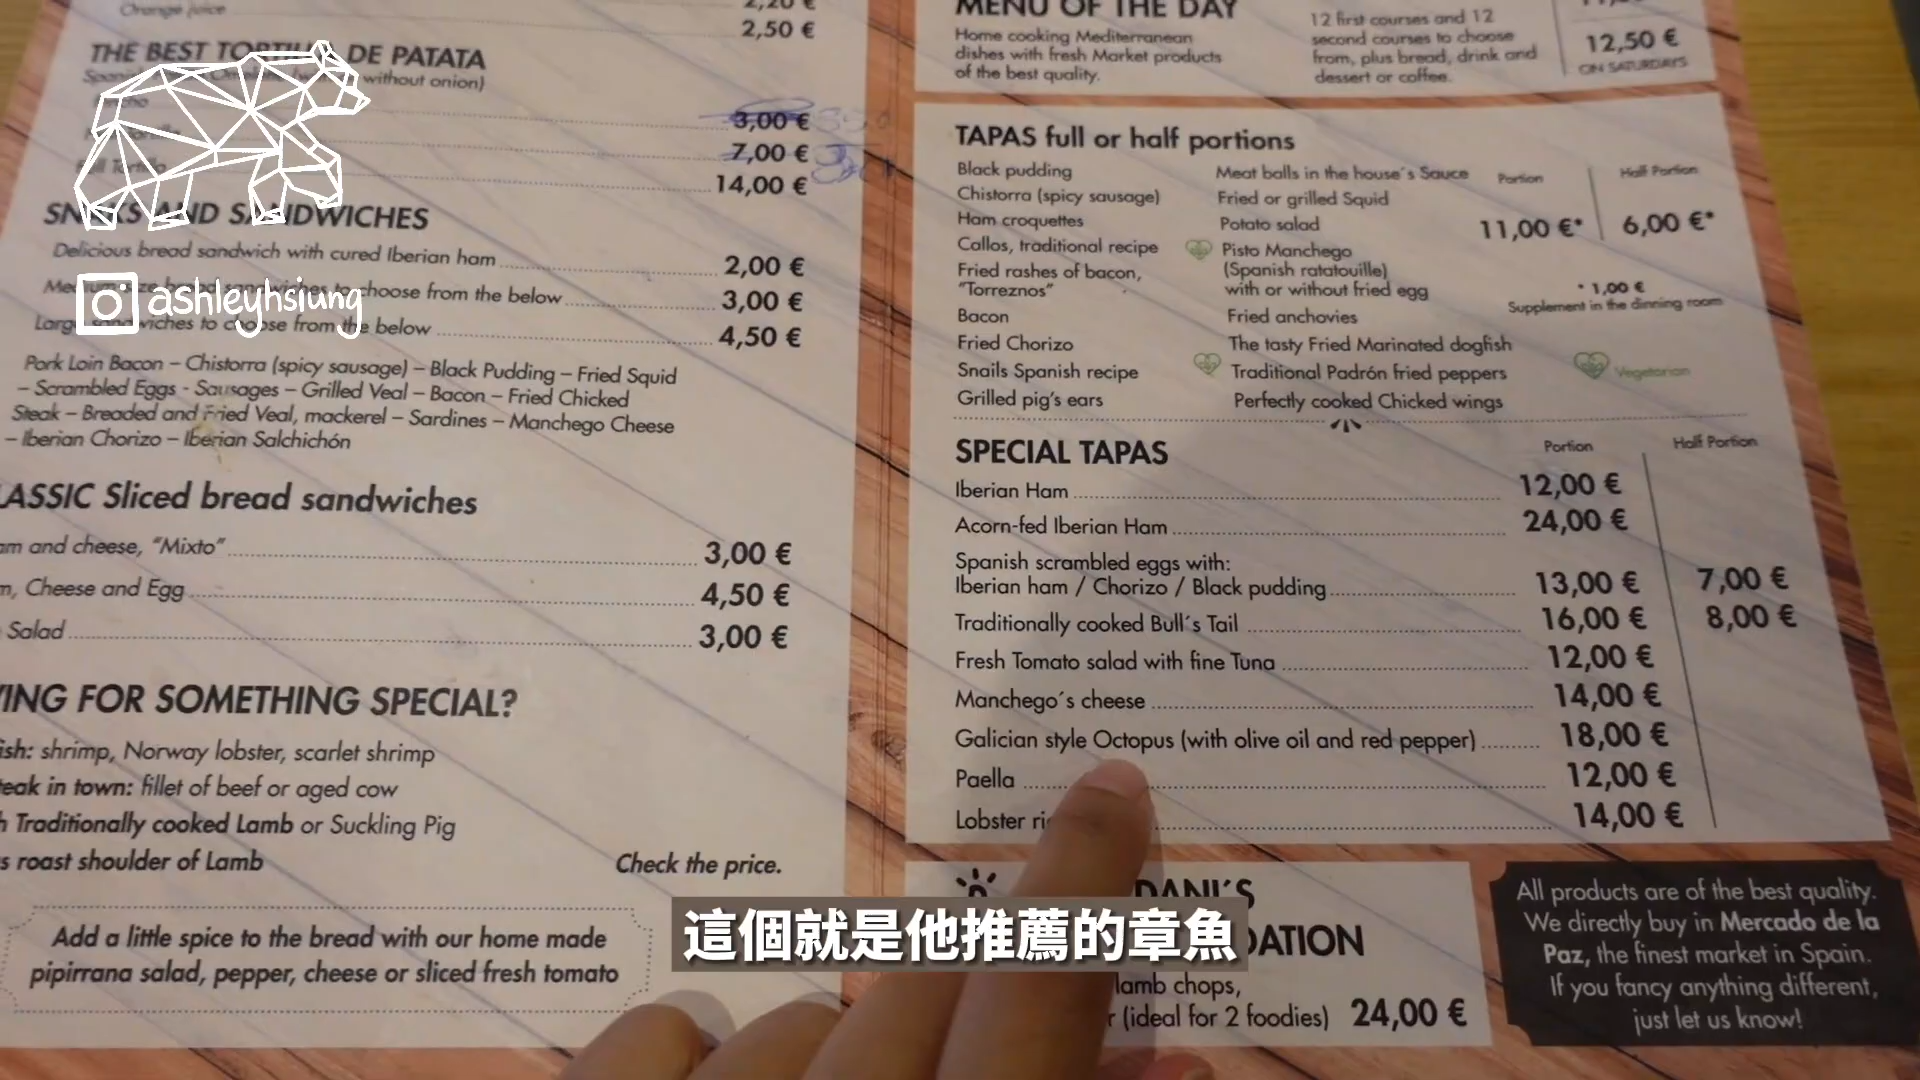 Orange juice
2,20 €
2,50 €
THE BEST TORTILLA DE PATATA
without onion)
3,00 €
7,00 €
14,00 €
SNACKS AND SANDWICHES
Delicious bread sandwich with cured Iberian ham 2,00 €
choose from the below 3,00 €
Large sandwiches to choose from the below 4,50 €
ashleyhsiung
Pork Loin Bacon – Chistorra (spicy sausage) – Black Pudding – Fried Squid
– Scrambled Eggs - Sausages – Grilled Veal – Bacon – Fried Chicked
Steak – Breaded and Fried Veal, mackerel – Sardines – Manchego Cheese
– Iberian Chorizo – Iberian Salchichón
ASSIC Sliced bread sandwiches
am and cheese, "Mixto" 3,00 €
m, Cheese and Egg 4,50 €
Salad 3,00 €
ING FOR SOMETHING SPECIAL?
ish: shrimp, Norway lobster, scarlet shrimp
eak in town: fillet of beef or aged cow
h Traditionally cooked Lamb or Suckling Pig
s roast shoulder of Lamb
Check the price.
Add a little spice to the bread with our home made
pipirrana salad, pepper, cheese or sliced fresh tomato
MENU OF THE DAY
Home cooking Mediterranean
dishes with fresh Market products
of the best quality.
12 first courses and 12
second courses to choose
from, plus bread, drink and
dessert or coffee.
12,50 €
ON SATURDAYS
TAPAS full or half portions
Black pudding
Chistorra (spicy sausage)
Ham croquettes
Callos, traditional recipe
Fried rashes of bacon,
"Torreznos"
Bacon
Fried Chorizo
Snails Spanish recipe
Grilled pig's ears
Meat balls in the house´s Sauce
Fried or grilled Squid
Potato salad
Pisto Manchego
(Spanish ratatouille)
with or without fried egg
Fried anchovies
The tasty Fried Marinated dogfish
Traditional Padrón fried peppers
Perfectly cooked Chicked wings
Portion
Half Portion
11,00 €*
6,00 €*
* 1,00 €
Supplement in the dinning room
Vegetarian
SPECIAL TAPAS
Portion
Half Portion
Iberian Ham 12,00 €
Acorn-fed Iberian Ham 24,00 €
Spanish scrambled eggs with:
Iberian ham / Chorizo / Black pudding 13,00 € 7,00 €
Traditionally cooked Bull´s Tail 16,00 € 8,00 €
Fresh Tomato salad with fine Tuna 12,00 €
Manchego´s cheese 14,00 €
Galician style Octopus (with olive oil and red pepper) 18,00 €
Paella 12,00 €
Lobster ri 14,00 €
DANI´S
DATION
lamb chops,
r (ideal for 2 foodies) 24,00 €
All products are of the best quality.
We directly buy in Mercado de la
Paz, the finest market in Spain.
If you fancy anything different,
just let us know!
這個就是他推薦的章魚